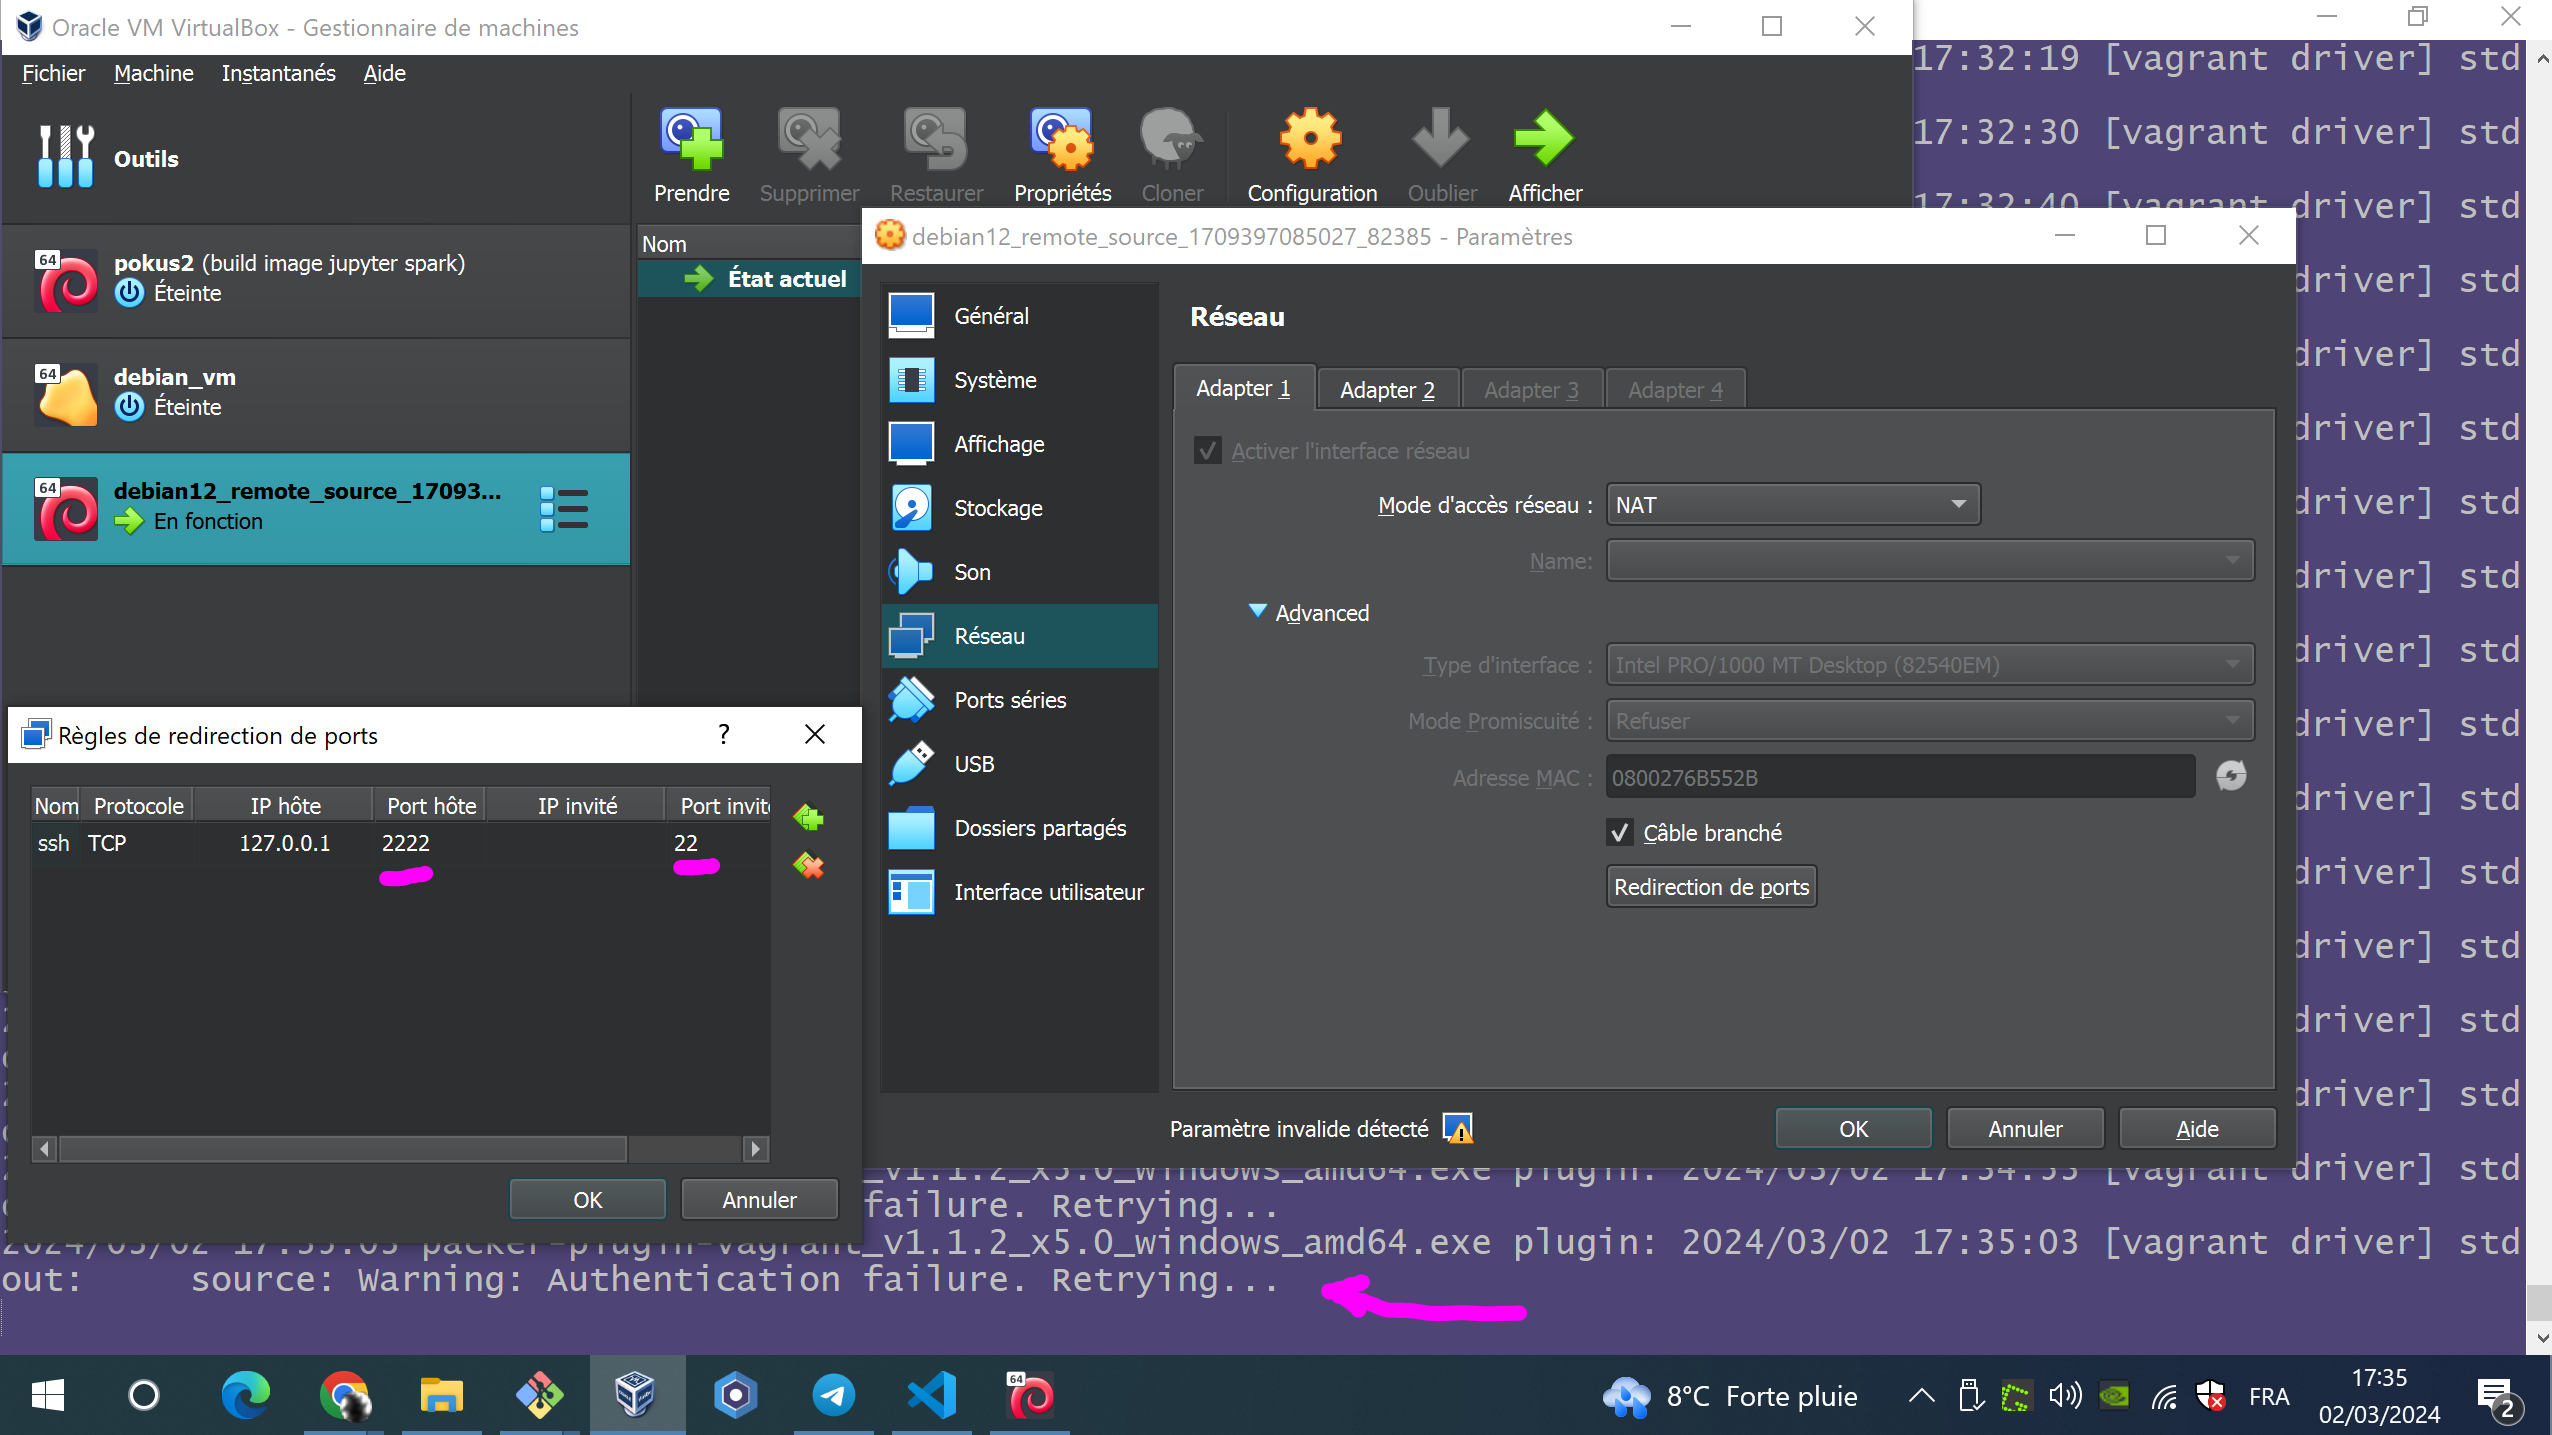 Oracle VM VirtualBox - Gestionnaire de machines
Fichier Machine Instantanés Aide
Outils
Prendre Supprimer Restaurer Propriétés Cloner Configuration Oublier Afficher
64 pokus2 (build image jupyter spark)
Éteinte
64 debian_vm
Éteinte
64 debian12_remote_source_17093...
En fonction
Nom
État actuel
17:32:19 [vagrant driver] std
17:32:30 [vagrant driver] std
17:32:40 [vagrant driver] std
driver] std
driver] std
driver] std
driver] std
driver] std
driver] std
driver] std
driver] std
driver] std
driver] std
driver] std
driver] std
debian12_remote_source_1709397085027_82385 - Paramètres
Général
Système
Affichage
Stockage
Son
Réseau
Ports séries
USB
Dossiers partagés
Interface utilisateur
Réseau
Adapter 1 Adapter 2 Adapter 3 Adapter 4
Activer l'interface réseau
Mode d'accès réseau : NAT
Name:
Advanced
Type d'interface : Intel PRO/1000 MT Desktop (82540EM)
Mode Promiscuité : Refuser
Adresse MAC : 0800276B552B
Câble branché
Redirection de ports
Paramètre invalide détecté
OK Annuler Aide
Règles de redirection de ports ?
Nom Protocole IP hôte Port hôte IP invité Port invité
ssh TCP 127.0.0.1 2222 22
OK Annuler
_v1.1.2_x5.0_windows_amd64.exe plugin: 2024/03/02 17:34:53 [vagrant driver] std
failure. Retrying...
2024/03/02 17:35:03 packer-plugin-vagrant_v1.1.2_x5.0_windows_amd64.exe plugin: 2024/03/02 17:35:03 [vagrant driver] std
out: source: Warning: Authentication failure. Retrying...
64
8°C Forte pluie
FRA
17:35
02/03/2024
2